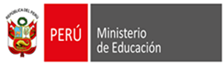 PERÚ
Ministerio
de Educación